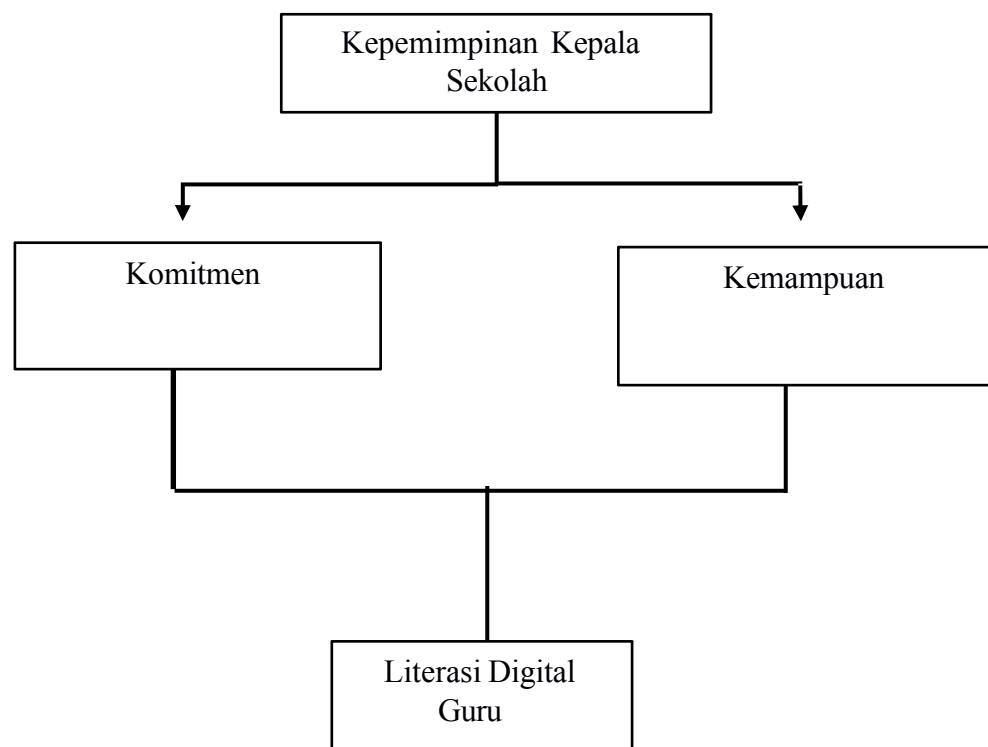 Kepemimpinan Kepala
Sekolah
Komitmen
Kemampuan
Literasi Digital
Guru